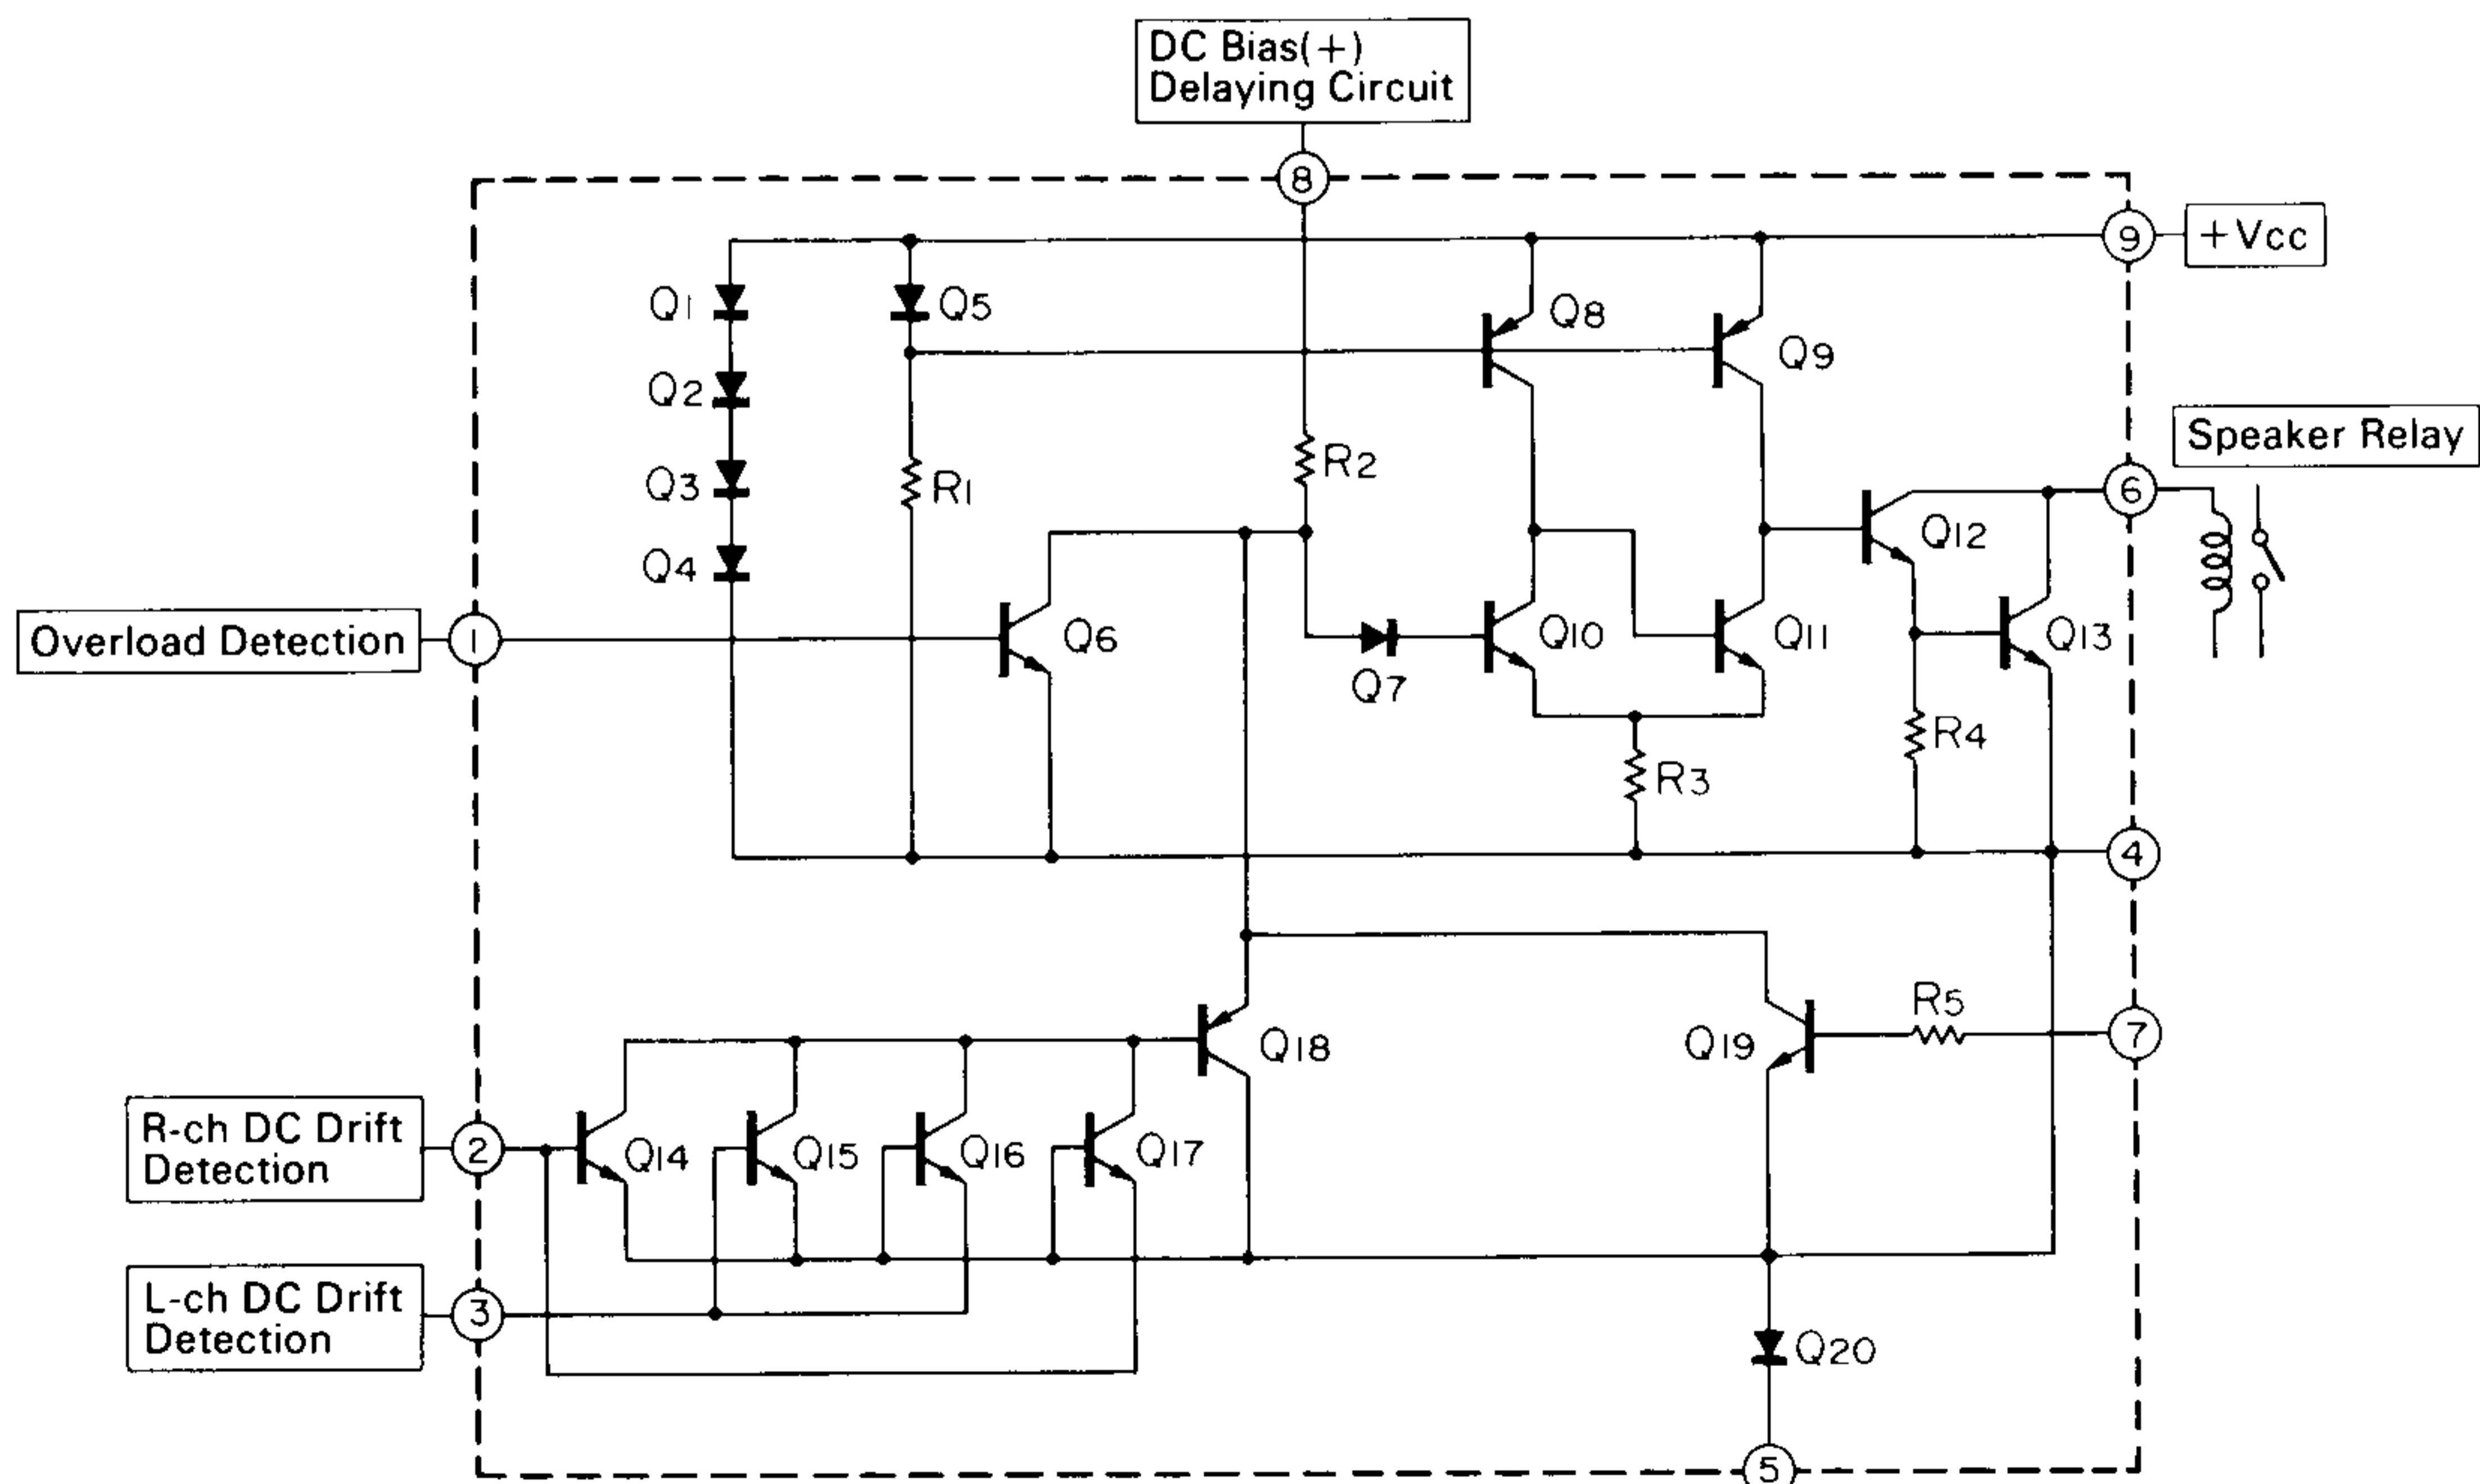 DC Bias(+)
Delaying Circuit
8
9
+Vcc
Q1
Q5
Q8
Q9
Q2
Speaker Relay
Q3
R1
R2
6
Q4
Q12
Overload Detection
1
Q6
Q7
Q10
Q11
Q13
R3
R4
4
R5
7
Q18
Q19
R-ch DC Drift
Detection
2
Q14
Q15
Q16
Q17
L-ch DC Drift
Detection
3
Q20
5